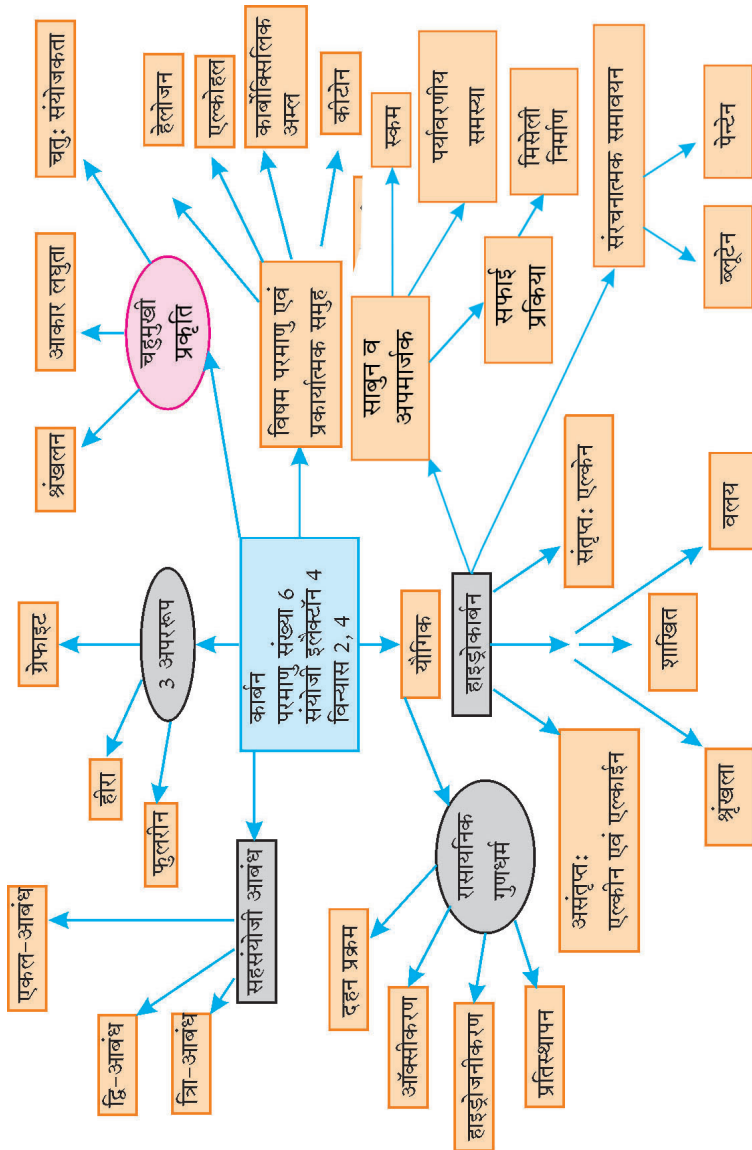 एकल-आबंध
द्वि-आबंध
त्रिा-आबंध
सहसंयोजी आबंध
ग्रेफाइट
हीरा
फुलरीन
3 अपररूप
श्रंखलन
आकार लघुता
चतु: संयोजकता
चहुमुखी
प्रकृति
कार्बन
परमाणु संख्या 6
संयोजी इलैक्टॉन 4
विन्यास 2, 4
विषम परमाणु एवं
प्रकार्यात्मक समुह
हेलोजन
एल्कोहल
कार्बोक्सिलिक
अम्ल
कीटोन
यौगिक
रासायनिक
गुणधर्म
दहन प्रक्रम
ऑक्सीकरण
हाइड्रोजनीकरण
प्रतिस्थापन
हाइड्रोकार्बन
साबुन व
अपमार्जक
स्कम
पर्यावरणीय
समस्या
सफाई
प्रकिया
मिसेली
निर्माण
असंतृप्त:
एल्कीन एवं एल्काईन
संतृप्त: एल्केन
श्रृंखला
शाखित
वलय
संरचनात्मक समावयन
ब्लूटेन
पेन्टेन